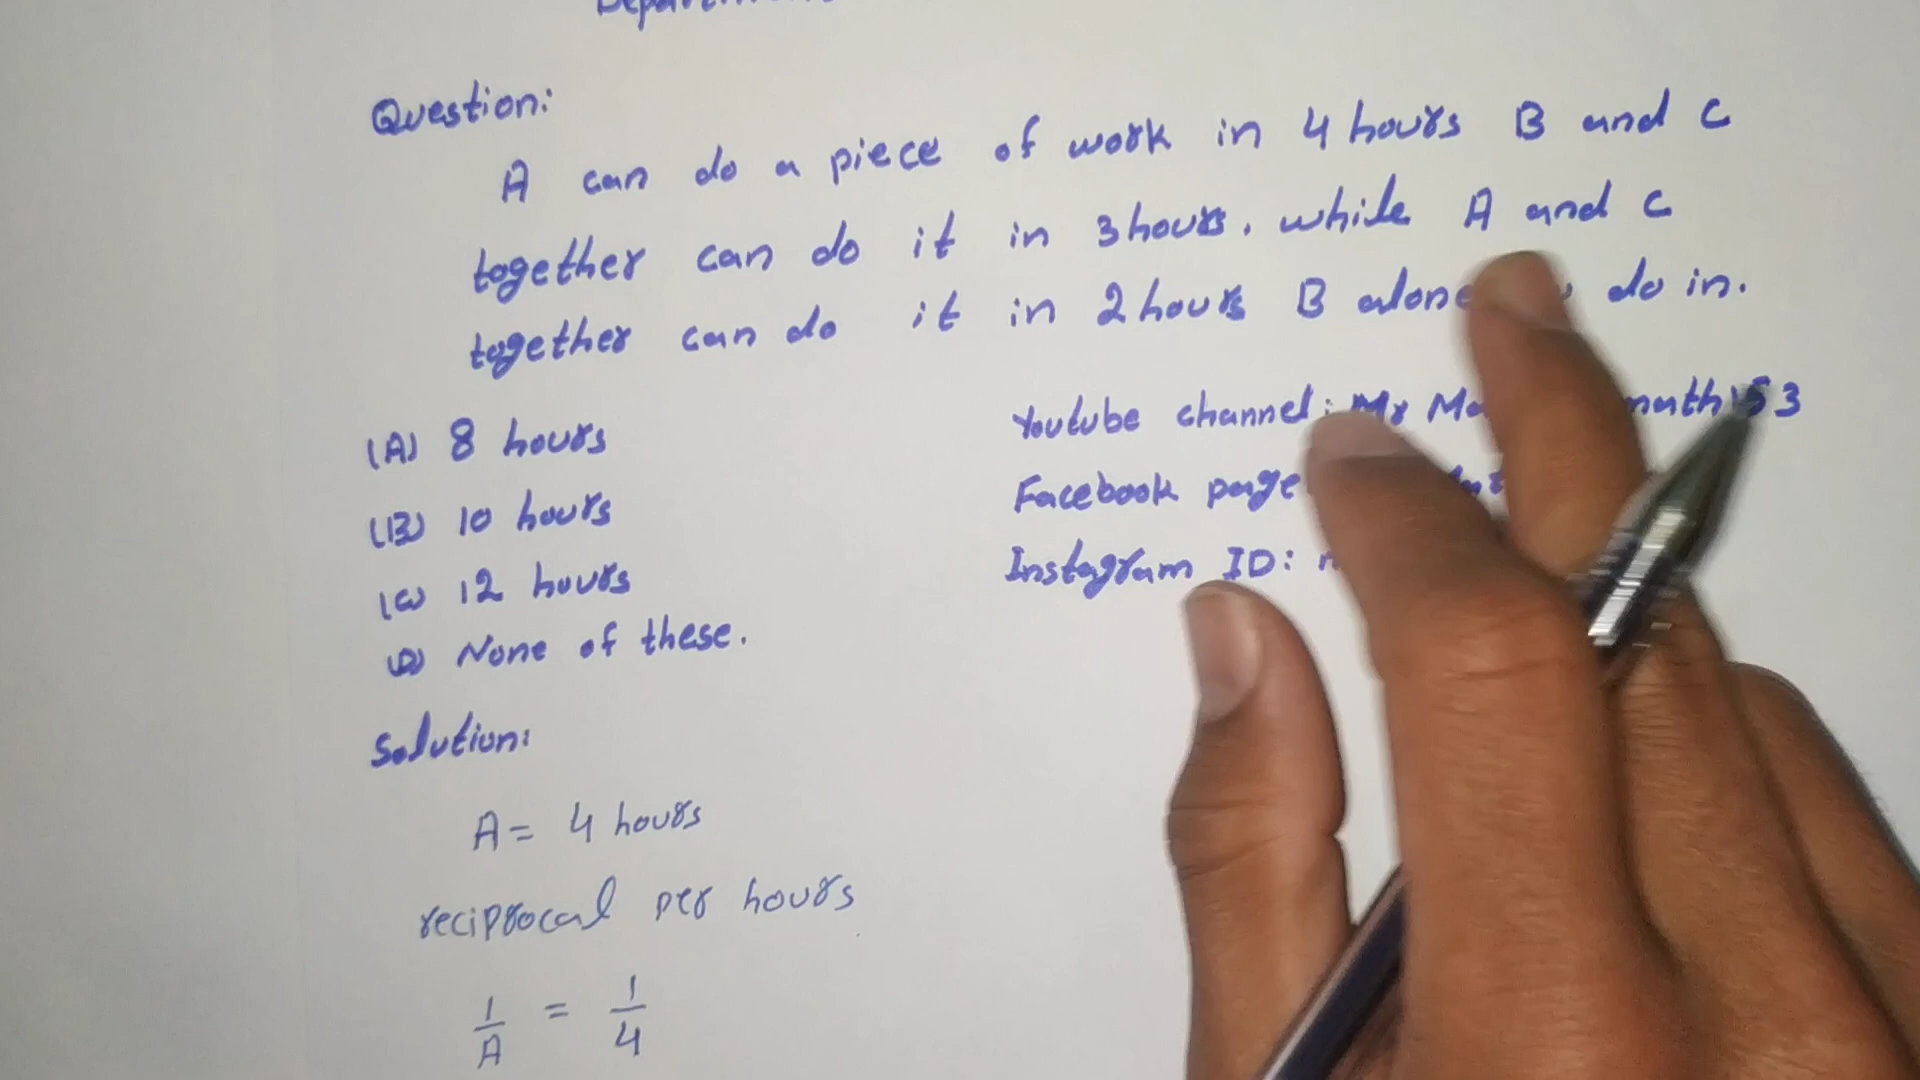 Question:
A can do a piece of work in 4 hours B and C
together can do it in 3 hours. while A and C
together can do it in 2 hours B alone do in.
(A) 8 hours
(B) 10 hours
(C) 12 hours
(D) None of these.
Youtube channel: Mr
Facebook page
Instagram ID:
Solution:
A = 4 hours
reciprocal per hours
1/A = 1/4